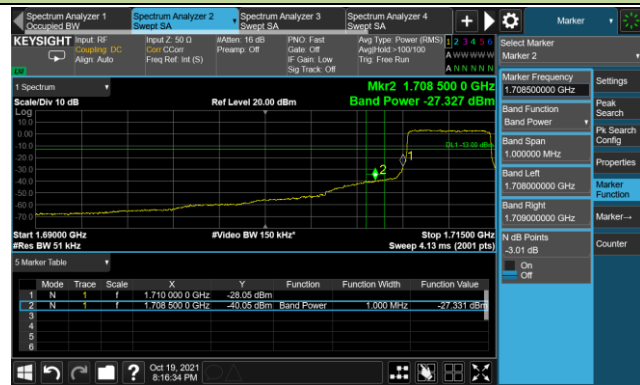 Spectrum Analyzer 1
Occupied BW
Spectrum Analyzer 2
Swept SA
Spectrum Analyzer 3
Swept SA
Spectrum Analyzer 4
Swept SA
+
Marker
KEYSIGHT
Input: RF
Coupling: DC
Align: Auto
Input Z: 50 Ω
Corr CCorr
Freq Ref: Int (S)
#Atten: 16 dB
Preamp: Off
PNO: Fast
Gate: Off
IF Gain: Low
Sig Track: Off
Avg Type: Power (RMS)
Avg|Hold:>100/100
Trig: Free Run
1 2 3 4 5 6
A W W W W W
A N N N N N
Select Marker
Marker 2
1 Spectrum
Scale/Div 10 dB
Log
Ref Level 20.00 dBm
Mkr2 1.708 500 0 GHz
Band Power -27.327 dBm
10.0
0.00
-10.0
-20.0
-30.0
-40.0
-50.0
-60.0
-70.0
DL1 -13.00 dBm
1
2
Start 1.69000 GHz
#Res BW 51 kHz
#Video BW 150 kHz*
Stop 1.71500 GHz
Sweep 4.13 ms (2001 pts)
5 Marker Table
Mode Trace Scale X Y Function Function Width Function Value
1 N 1 f 1.710 000 0 GHz -28.05 dBm
2 N 1 f 1.708 500 0 GHz -40.05 dBm Band Power 1.000 MHz -27.331 dBm
3
4
5
6
Marker Frequency
1.708500000 GHz
Band Function
Band Power
Band Span
1.000000 MHz
Band Left
1.708000000 GHz
Band Right
1.709000000 GHz
N dB Points
-3.01 dB
On
Off
Settings
Peak
Search
Pk Search
Config
Properties
Marker
Function
Marker→
Counter
?
Oct 19, 2021
8:16:34 PM